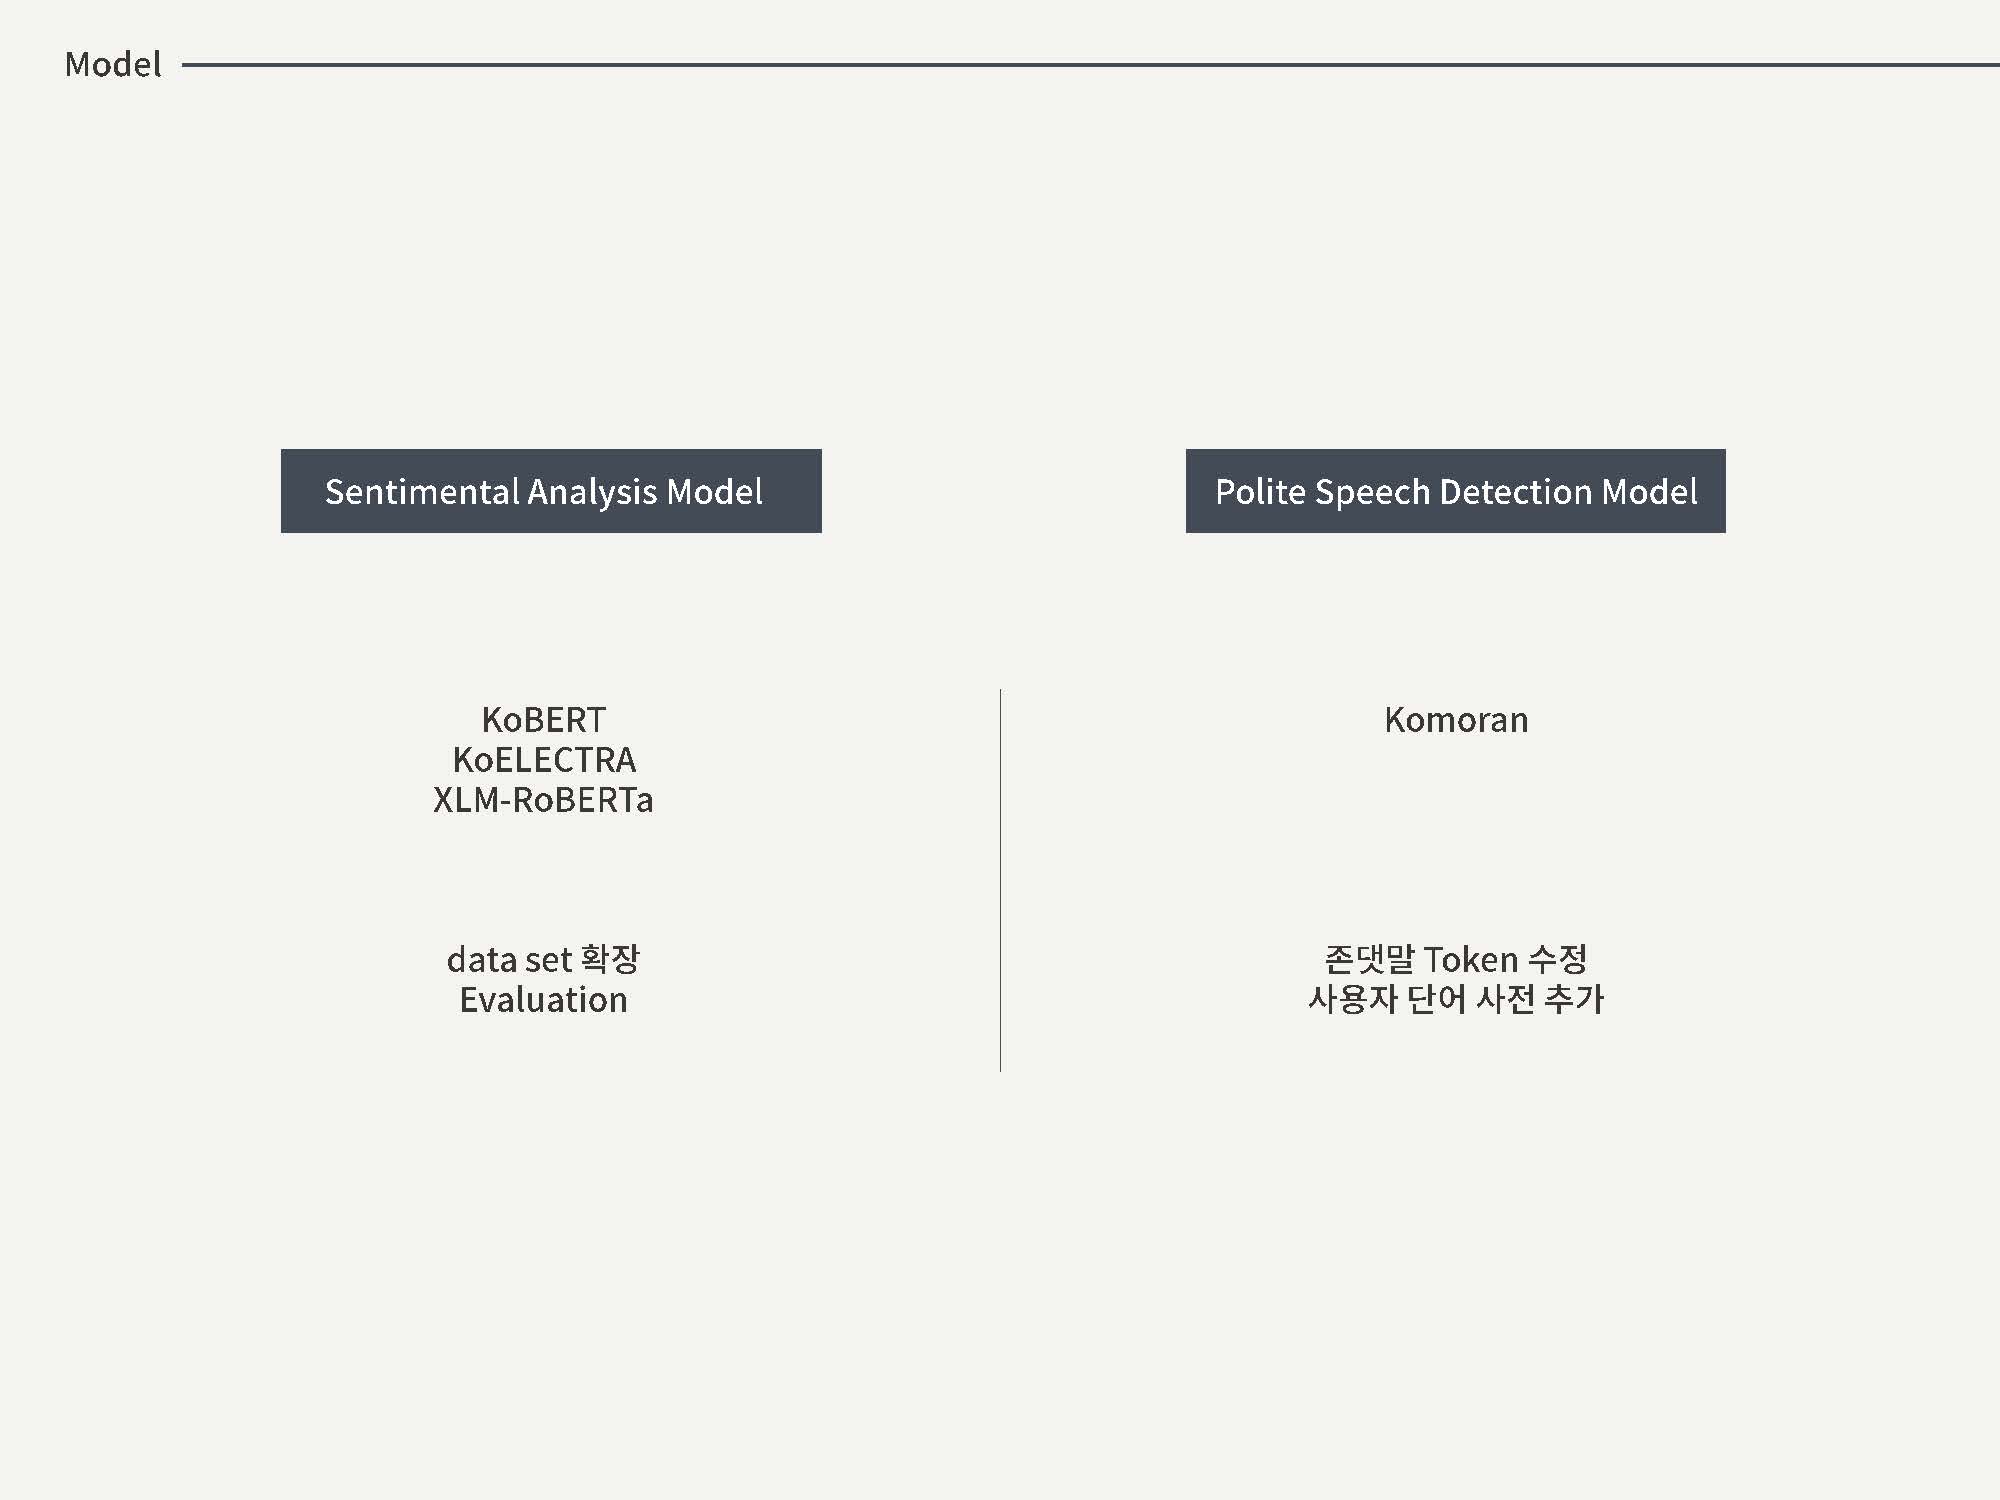 Model
Sentimental Analysis Model
KoBERT
KoELECTRA
XLM-RoBERTa
data set 확장
Evaluation
Polite Speech Detection Model
Komoran
존댓말 Token 수정
사용자 단어 사전 추가